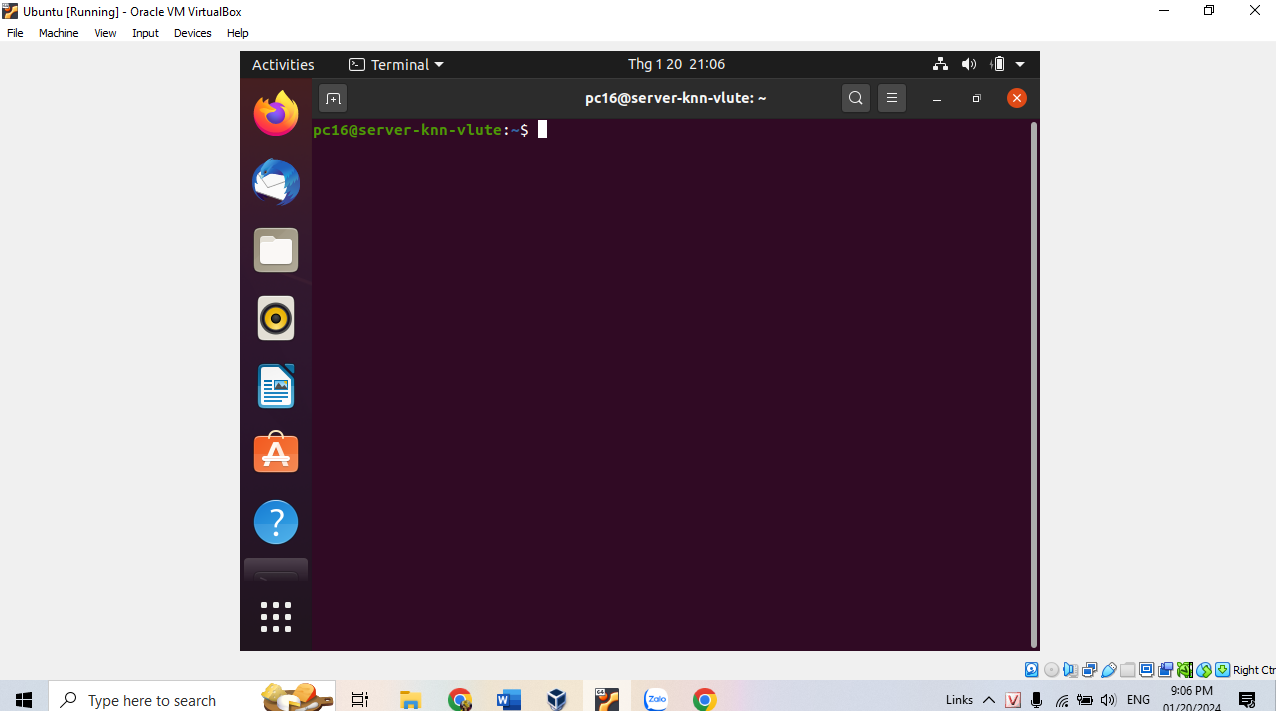 Ubuntu [Running] - Oracle VM VirtualBox
File Machine View Input Devices Help
Activities Terminal Thg 1 20 21:06
pc16@server-knn-vlute: ~
pc16@server-knn-vlute:~$
Right Ctr
Type here to search
Zalo
Links
ENG
9:06 PM
01/20/2024